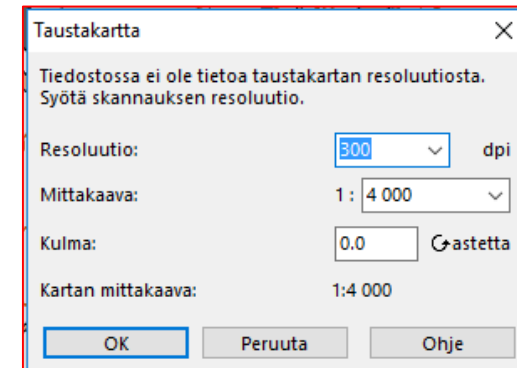 Taustakartta
Tiedostossa ei ole tietoa taustakartan resoluutiosta.
Syötä skannauksen resoluutio.
Resoluutio: 300 dpi
Mittakaava: 1 : 4 000
Kulma: 0.0 astetta
Kartan mittakaava: 1:4 000
OK Peruuta Ohje